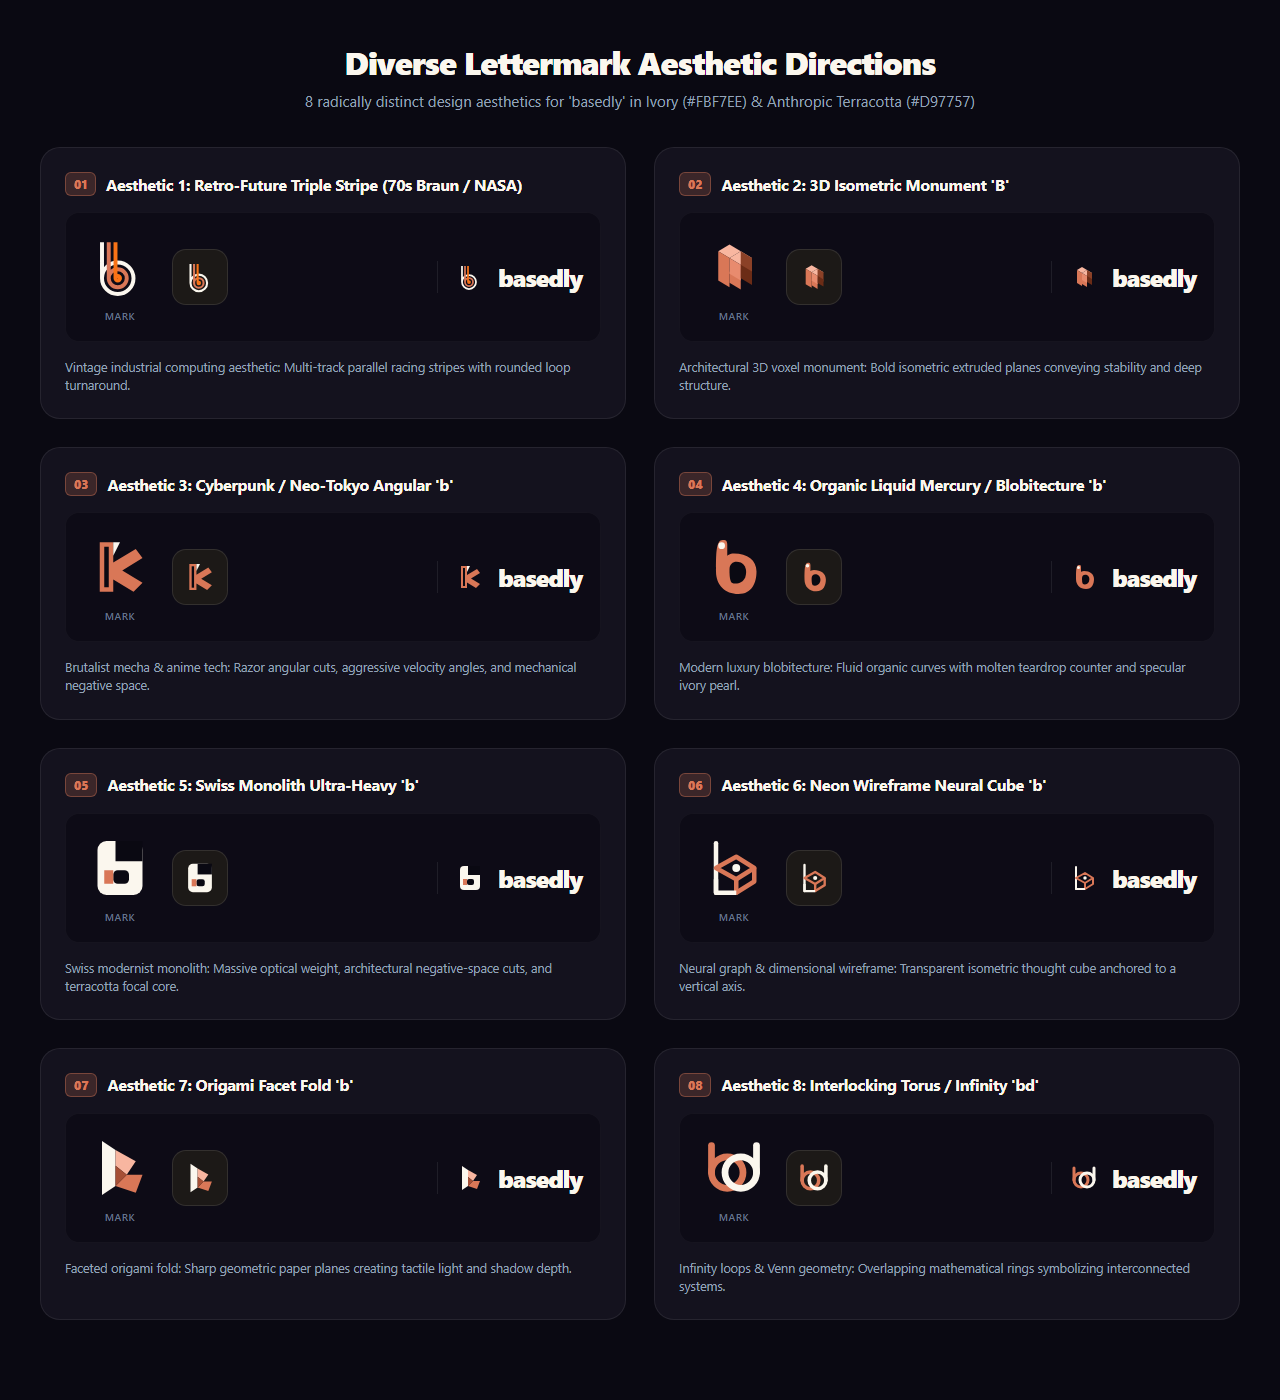 Diverse Lettermark Aesthetic Directions
8 radically distinct design aesthetics for 'basedly' in Ivory (#FBF7EE) & Anthropic Terracotta (#D97757)
01 Aesthetic 1: Retro-Future Triple Stripe (70s Braun / NASA)
basedly
MARK
Vintage industrial computing aesthetic: Multi-track parallel racing stripes with rounded loop
turnaround.
02 Aesthetic 2: 3D Isometric Monument 'B'
basedly
MARK
Architectural 3D voxel monument: Bold isometric extruded planes conveying stability and deep
structure.
03 Aesthetic 3: Cyberpunk / Neo-Tokyo Angular 'b'
basedly
MARK
Brutalist mecha & anime tech: Razor angular cuts, aggressive velocity angles, and mechanical
negative space.
04 Aesthetic 4: Organic Liquid Mercury / Blobitecture 'b'
basedly
MARK
Modern luxury blobitecture: Fluid organic curves with molten teardrop counter and specular
ivory pearl.
05 Aesthetic 5: Swiss Monolith Ultra-Heavy 'b'
basedly
MARK
Swiss modernist monolith: Massive optical weight, architectural negative-space cuts, and
terracotta focal core.
06 Aesthetic 6: Neon Wireframe Neural Cube 'b'
basedly
MARK
Neural graph & dimensional wireframe: Transparent isometric thought cube anchored to a
vertical axis.
07 Aesthetic 7: Origami Facet Fold 'b'
basedly
MARK
Faceted origami fold: Sharp geometric paper planes creating tactile light and shadow depth.
08 Aesthetic 8: Interlocking Torus / Infinity 'bd'
basedly
MARK
Infinity loops & Venn geometry: Overlapping mathematical rings symbolizing interconnected
systems.